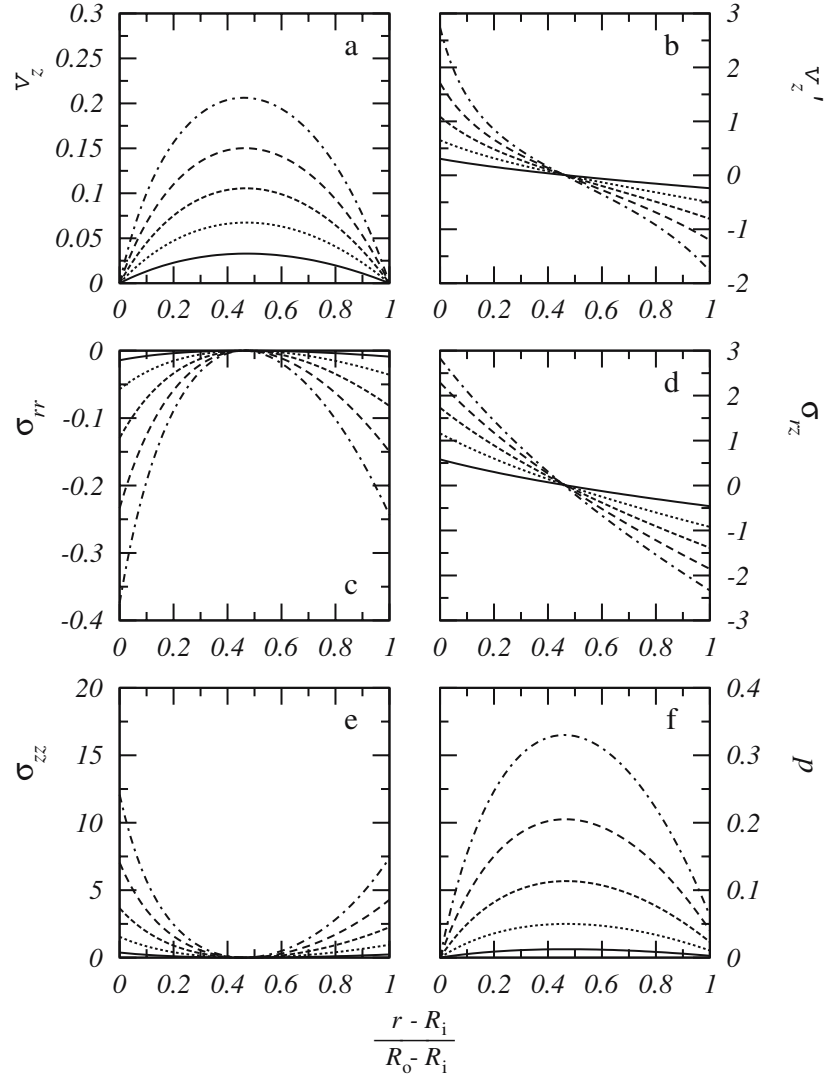 0.3 a 3 b
0.25 2
0.2 1
0.15 0
0.1 -1
0.05 -2
0
v_z v_z'
0 0.2 0.4 0.6 0.8 1 0 0.2 0.4 0.6 0.8 1
0 3 d
-0.1 2
-0.2 1
-0.3 0
-0.4 -1
c -2
-3
σ_rr σ_rz
0 0.2 0.4 0.6 0.8 1 0 0.2 0.4 0.6 0.8 1
20 e 0.4 f
15 0.3
10 0.2
5 0.1
0 0
σ_zz p
0 0.2 0.4 0.6 0.8 1 0 0.2 0.4 0.6 0.8 1
r - R_i
R_o - R_i